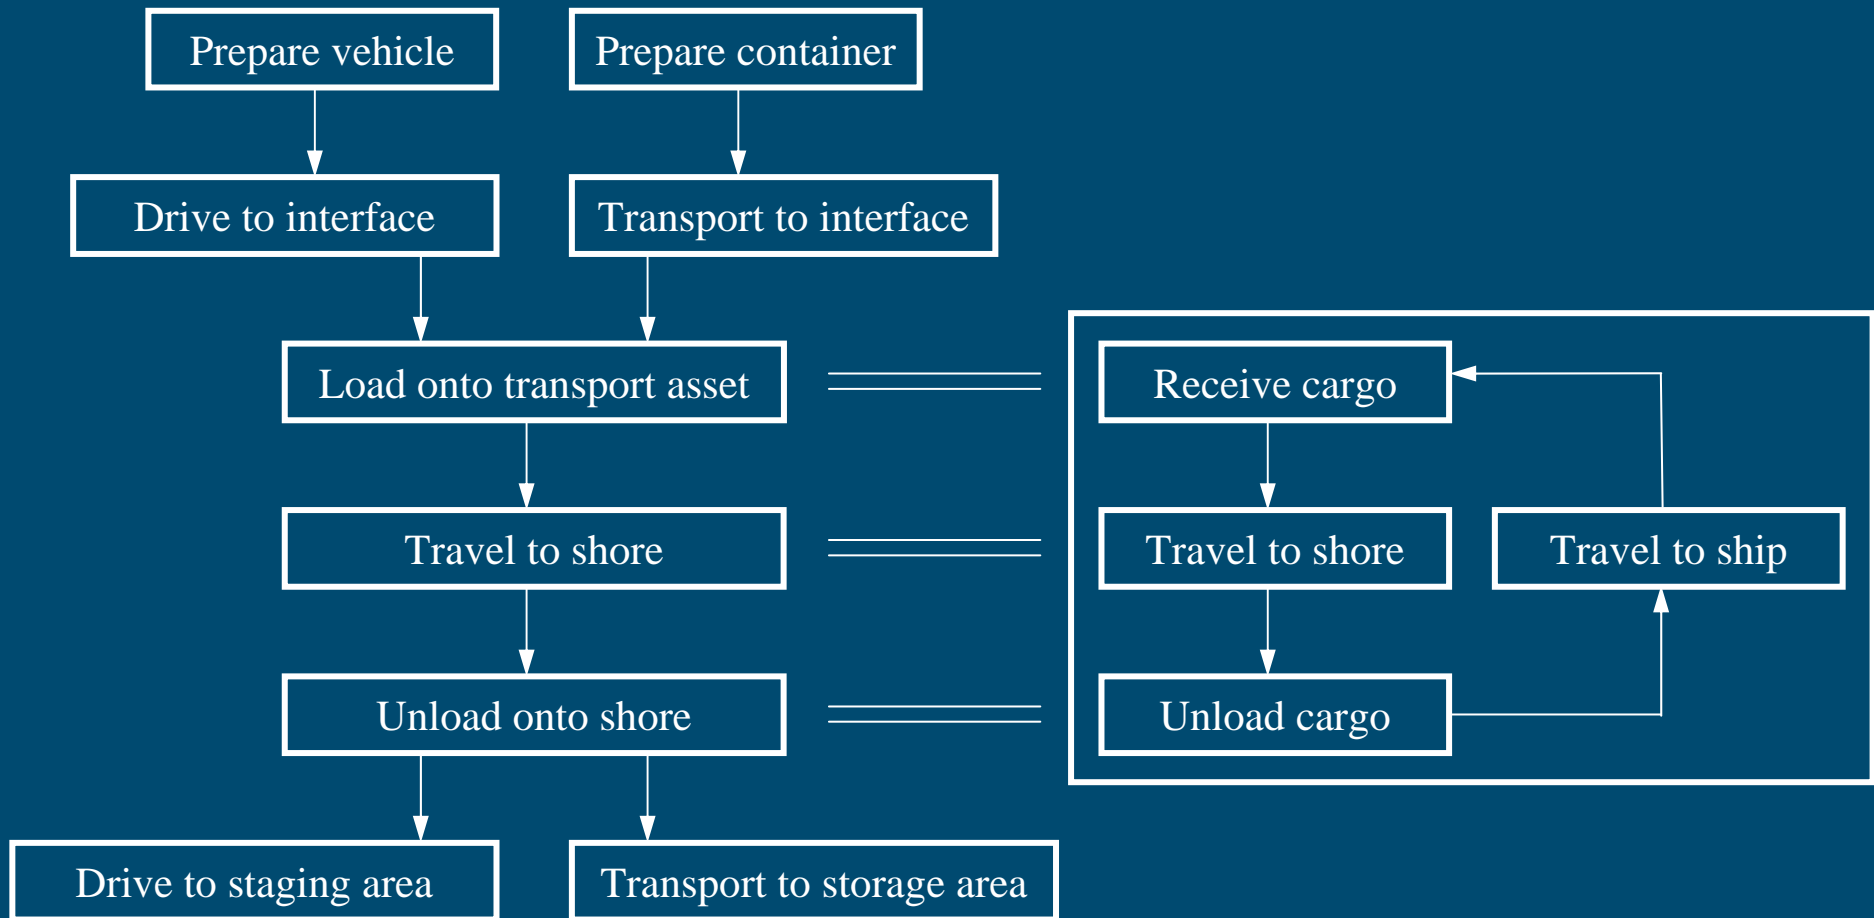 Prepare vehicle
Prepare container
Drive to interface
Transport to interface
Load onto transport asset
Receive cargo
Travel to shore
Travel to shore
Travel to ship
Unload onto shore
Unload cargo
Drive to staging area
Transport to storage area